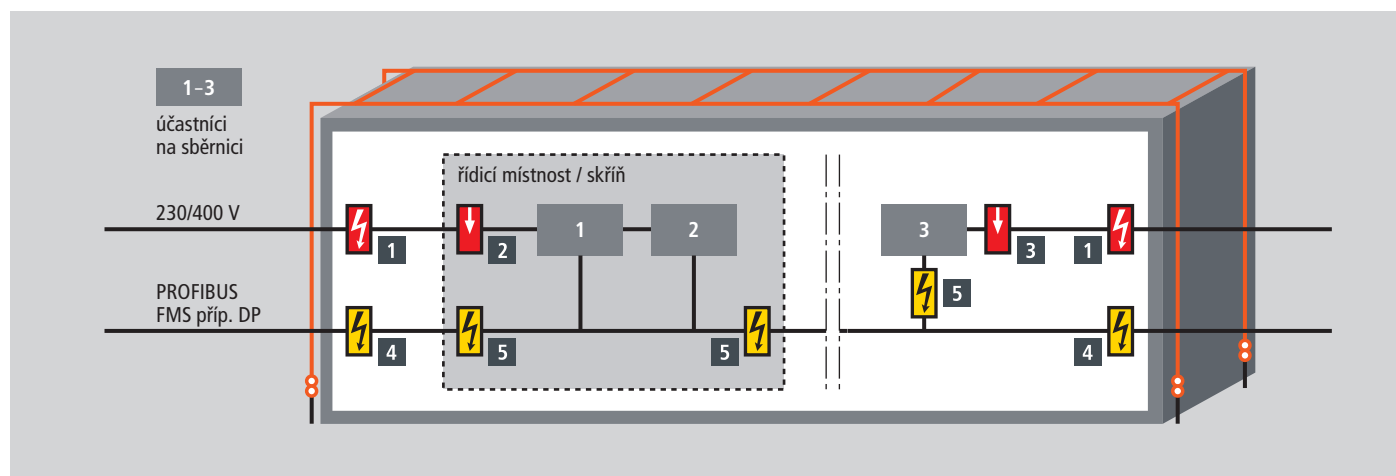 1–3
účastníci
na sběrnici
řídicí místnost / skříň
230/400 V
1
2
3
1
2
3
1
5
PROFIBUS
FMS příp. DP
4
5
5
4